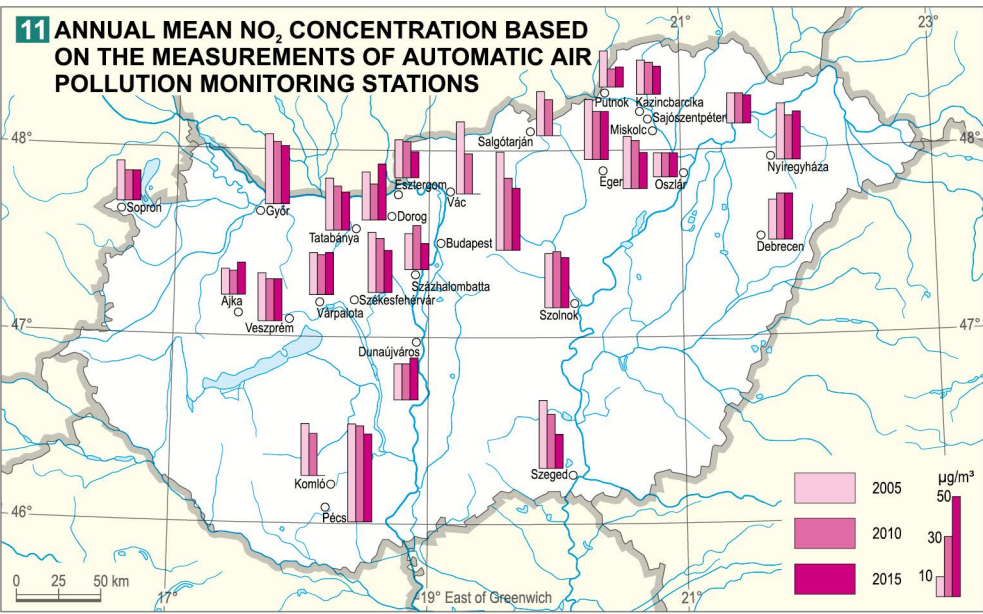 11 ANNUAL MEAN NO₂ CONCENTRATION BASED
ON THE MEASUREMENTS OF AUTOMATIC AIR
POLLUTION MONITORING STATIONS
21°
23°
48°
48°
Putnok
Kazincbarcika
Sajószentpéter
Miskolc
Salgótarján
Nyíregyháza
Eger
Oszlár
Esztergom
Vác
Sopron
Győr
Dorog
Tatabánya
Budapest
Debrecen
Százhalombatta
Ajka
Székesfehérvár
Várpalota
Veszprém
Szolnok
47°
47°
Dunaújváros
Komló
Szeged
Pécs
46°
µg/m³
2005
50
2010
30
2015
10
0 25 50 km
17°
19° East of Greenwich
21°